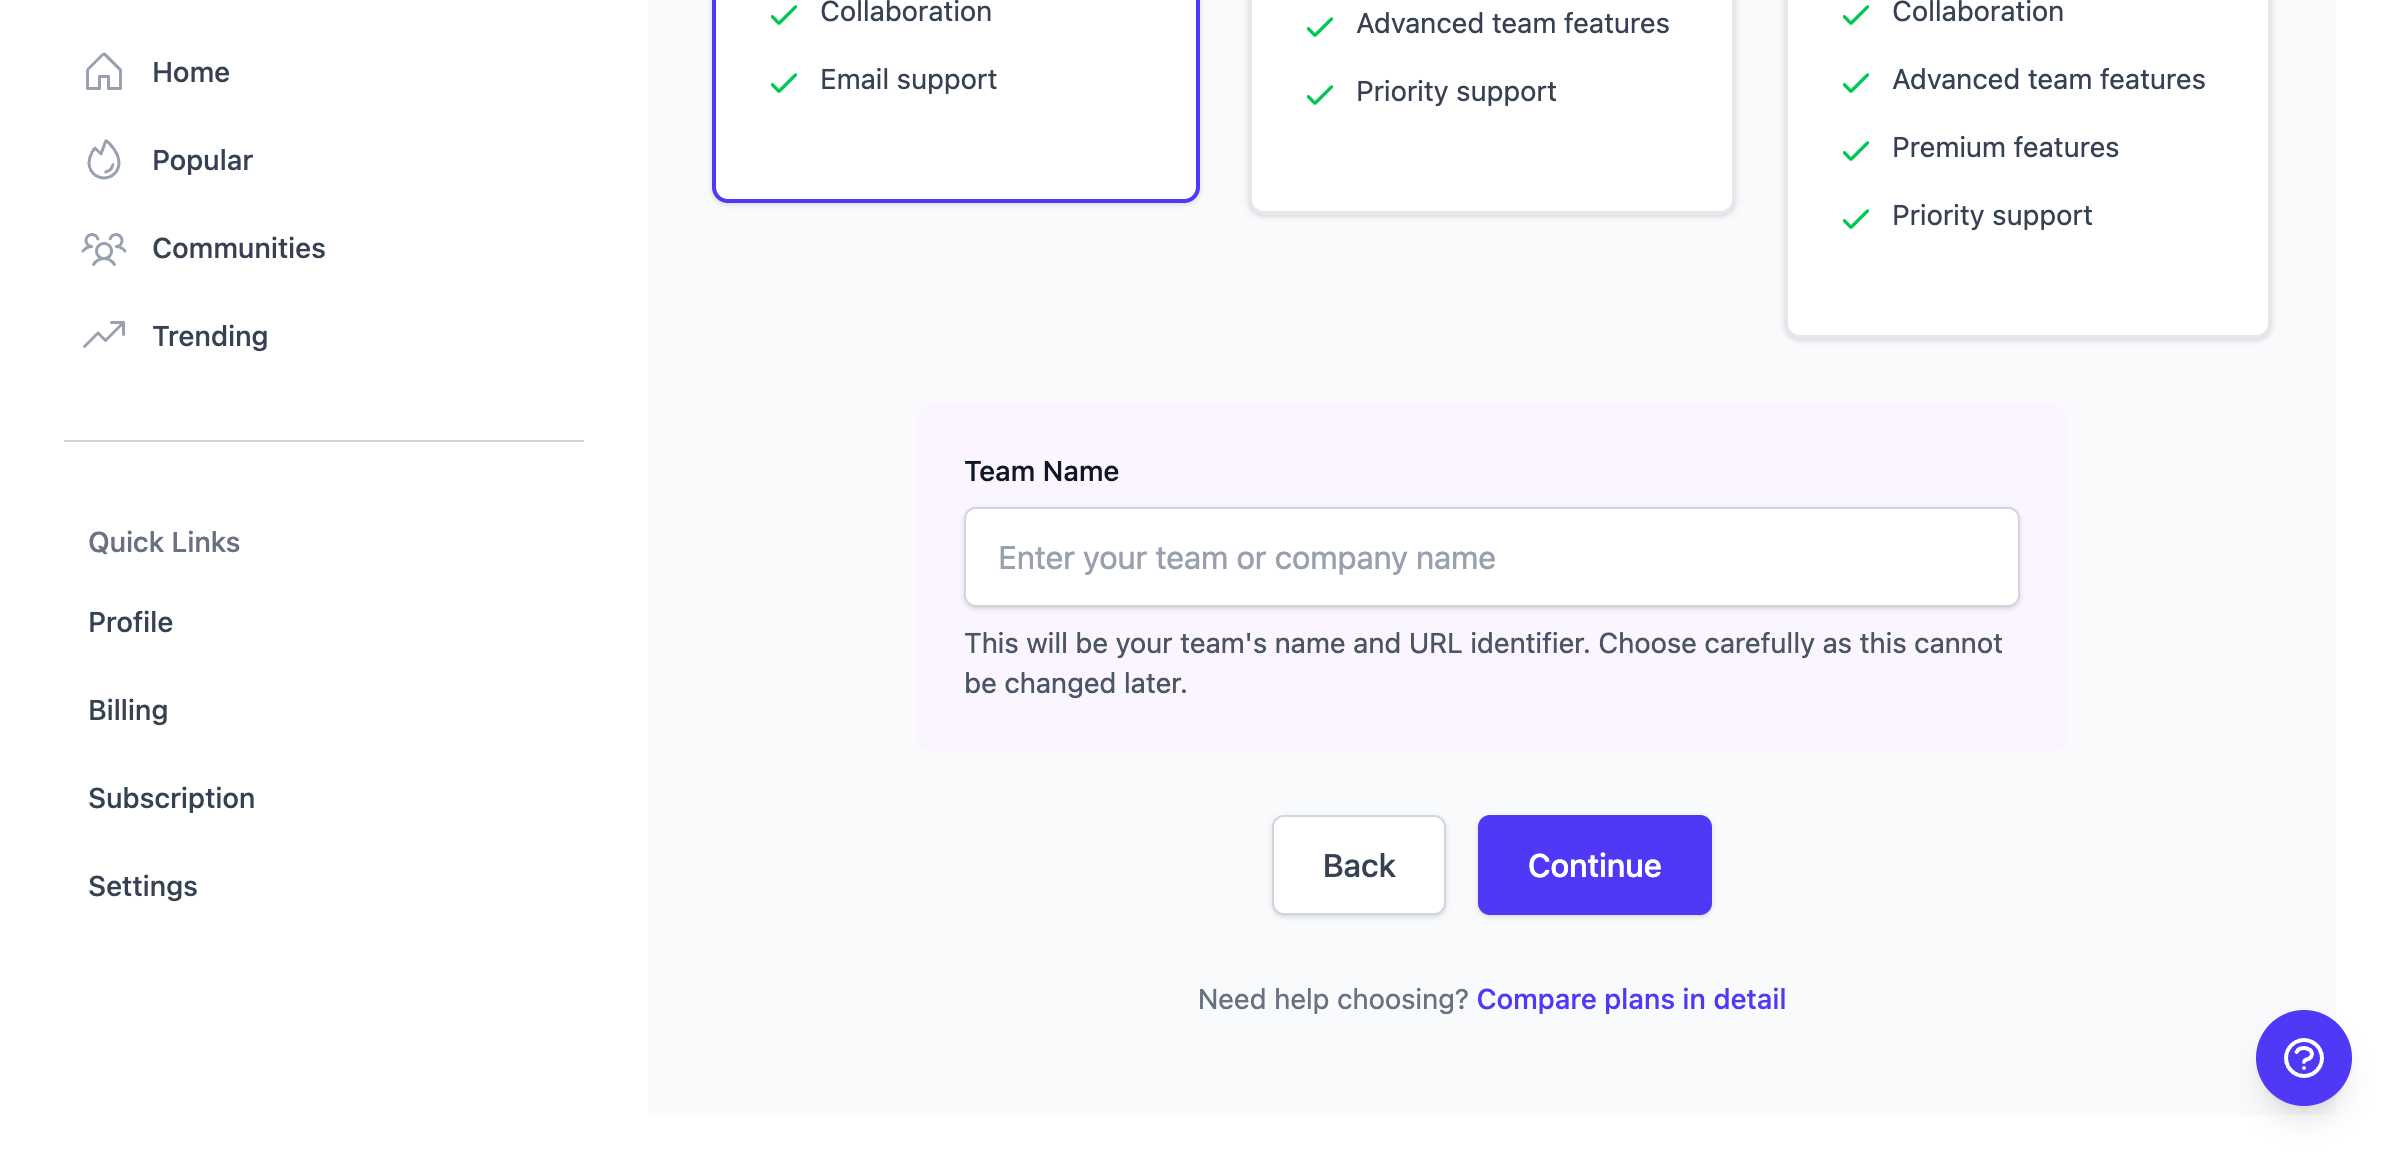 Home
Popular
Communities
Trending
Quick Links
Profile
Billing
Subscription
Settings
Collaboration
Email support
Advanced team features
Priority support
Collaboration
Advanced team features
Premium features
Priority support
Team Name
Enter your team or company name
This will be your team's name and URL identifier. Choose carefully as this cannot
be changed later.
Back
Continue
Need help choosing? Compare plans in detail